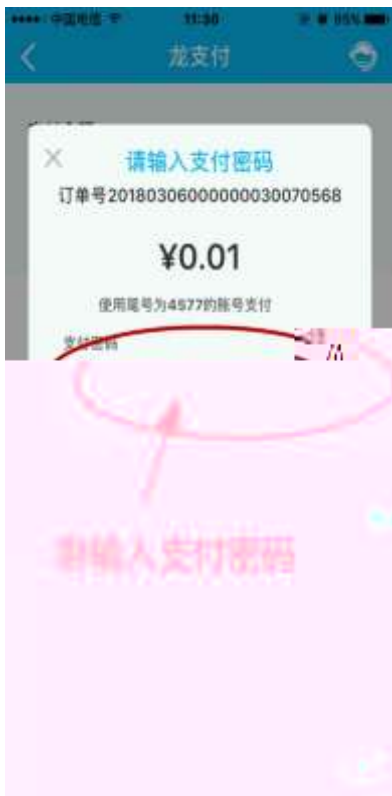 中国电信 11:30 95%
龙支付
请输入支付密码
订单号20180306000000030070568
¥0.01
使用尾号为4577的账号支付
支付密码
请输入支付密码